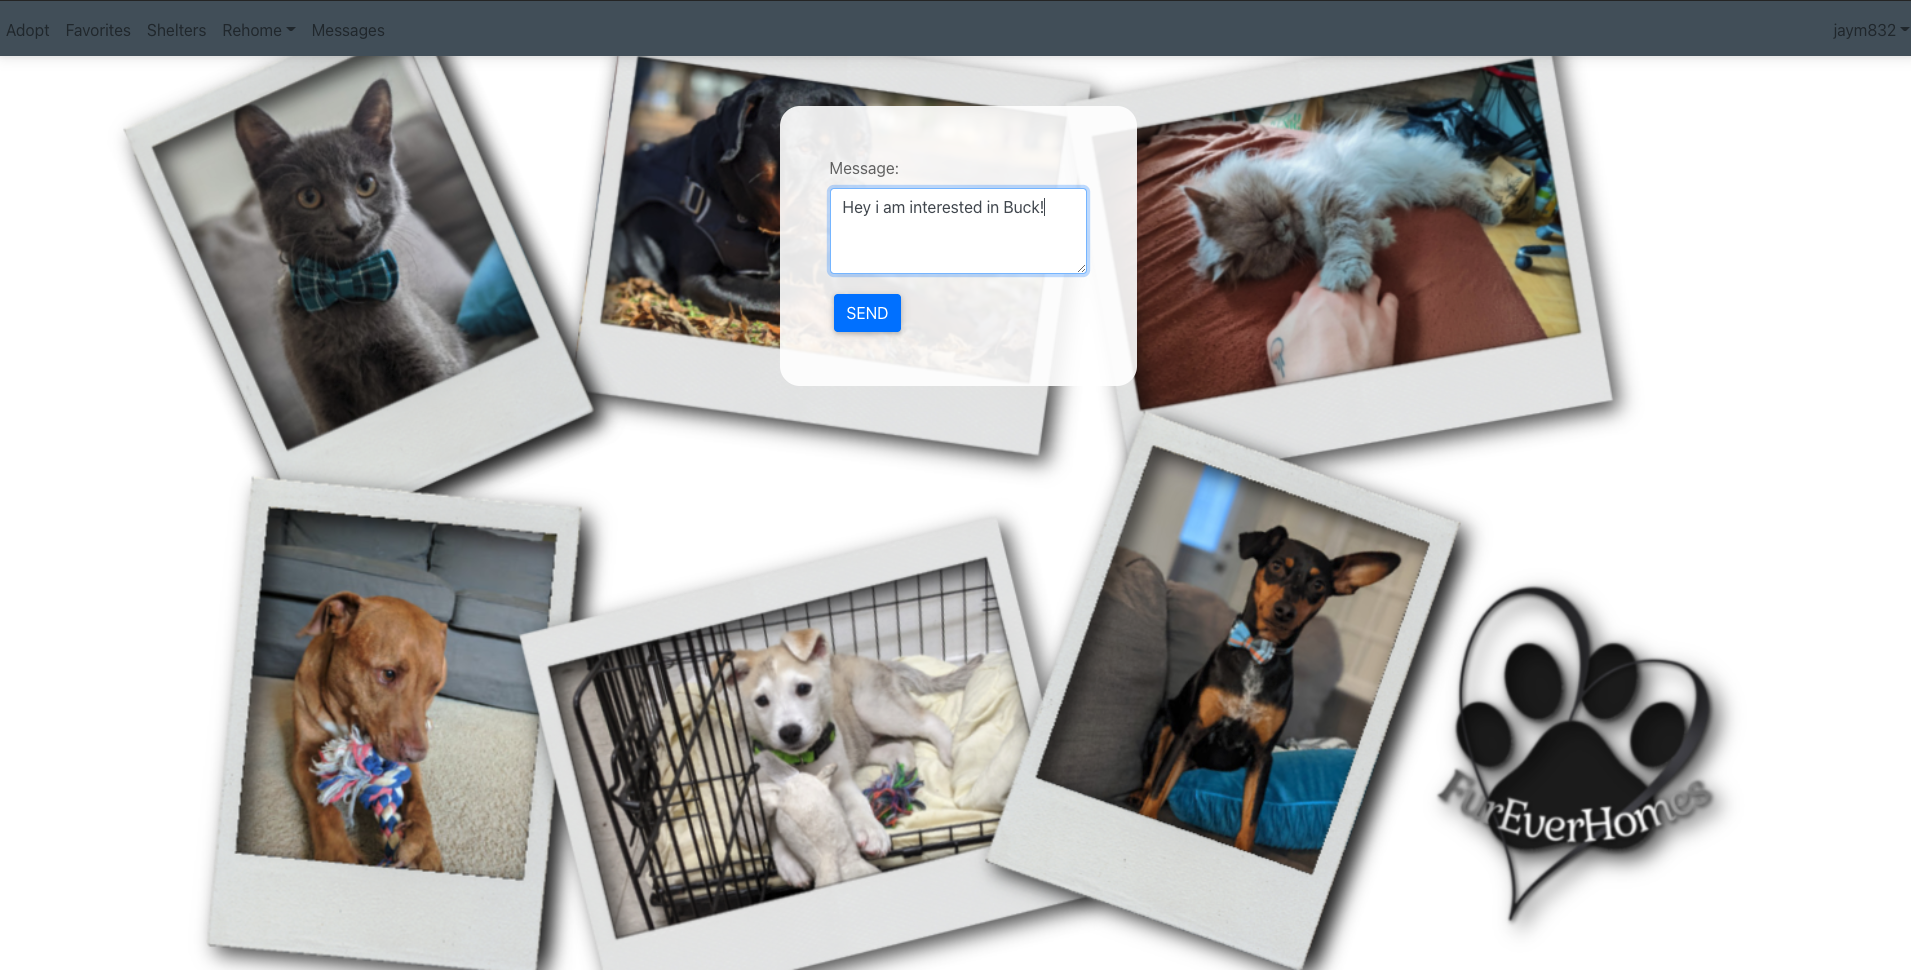 Adopt Favorites Shelters Rehome Messages jaym832
Message:
Hey i am interested in Buck!
SEND
FurEverHomes